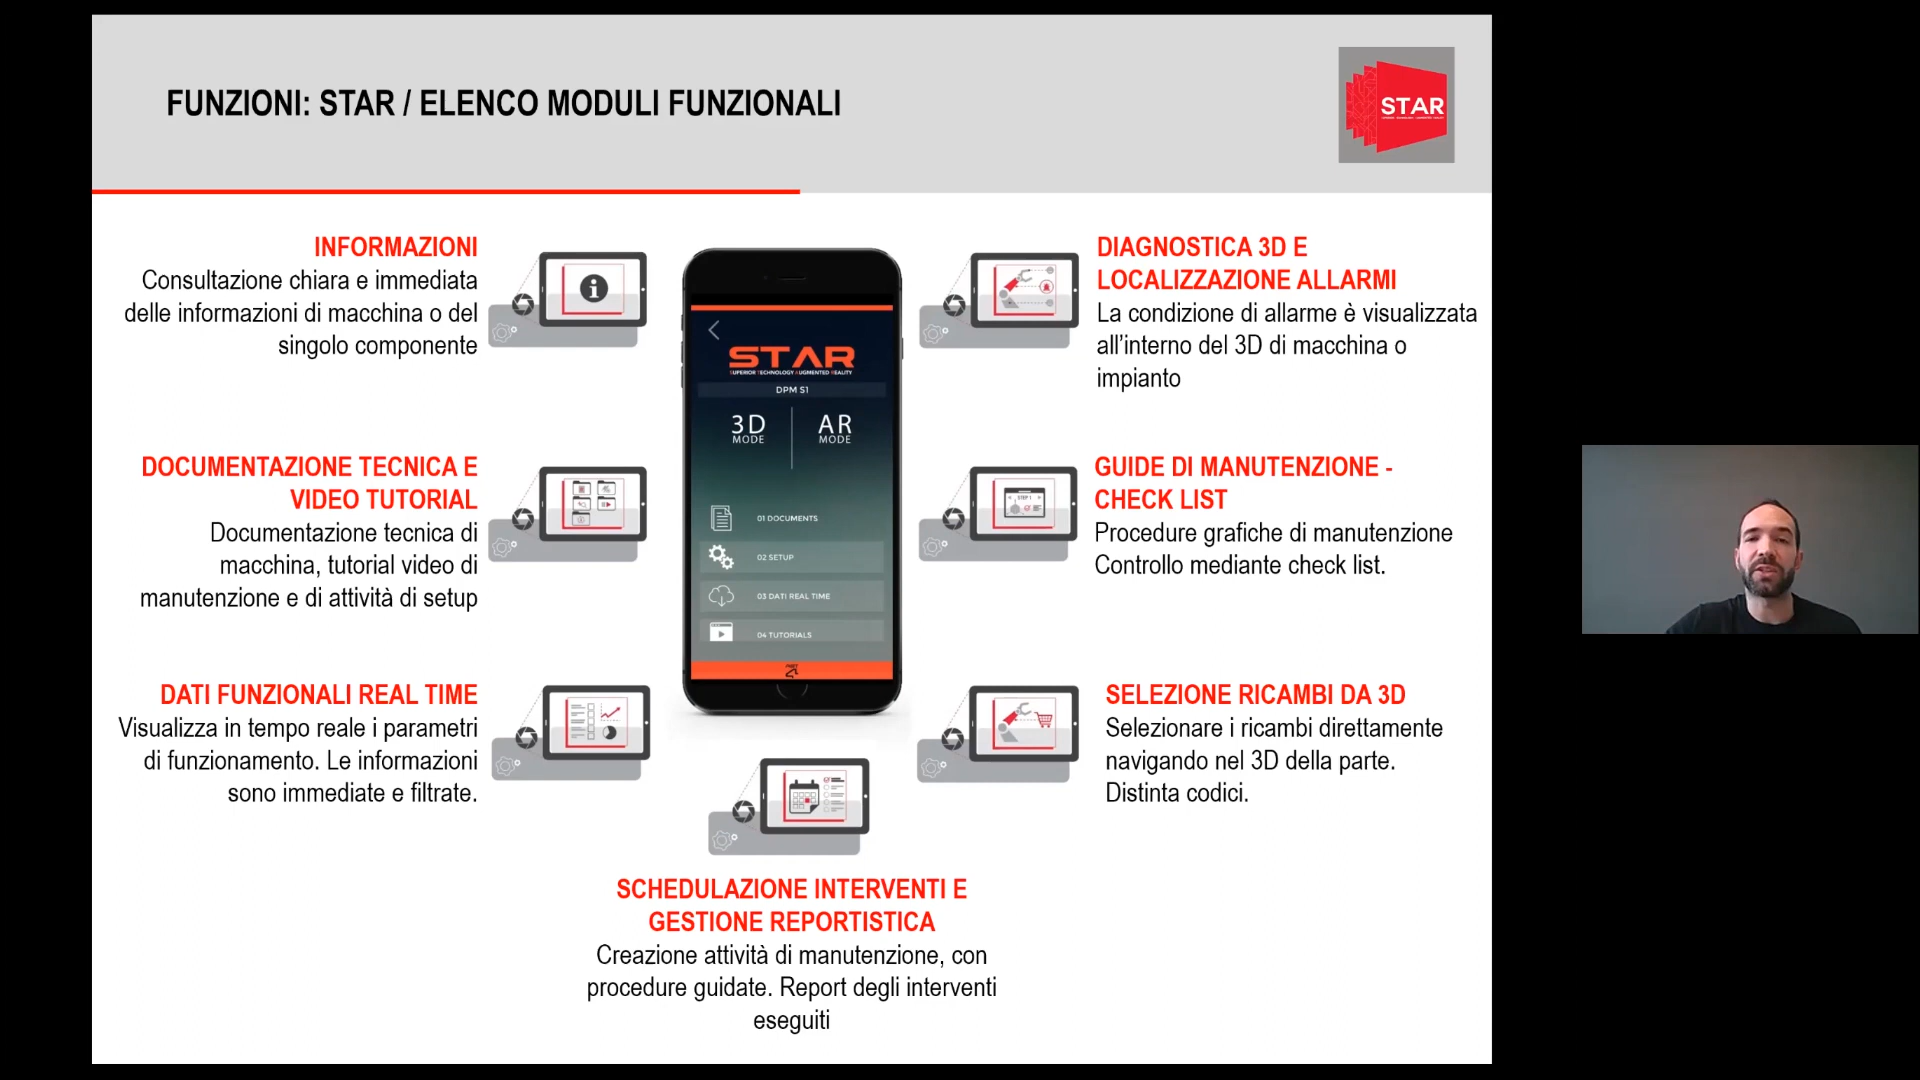 FUNZIONI: STAR / ELENCO MODULI FUNZIONALI
STAR
INFORMAZIONI
Consultazione chiara e immediata
delle informazioni di macchina o del
singolo componente
DOCUMENTAZIONE TECNICA E
VIDEO TUTORIAL
Documentazione tecnica di
macchina, tutorial video di
manutenzione e di attività di setup
DATI FUNZIONALI REAL TIME
Visualizza in tempo reale i parametri
di funzionamento. Le informazioni
sono immediate e filtrate.
STAR
SUPERIOR TECHNOLOGY AUGMENTED REALITY
DPM S1
3D
MODE
AR
MODE
01 DOCUMENTS
02 SETUP
03 DATI REAL TIME
04 TUTORIALS
DIAGNOSTICA 3D E
LOCALIZZAZIONE ALLARMI
La condizione di allarme è visualizzata
all’interno del 3D di macchina o
impianto
GUIDE DI MANUTENZIONE -
CHECK LIST
STEP 1
Procedure grafiche di manutenzione
Controllo mediante check list.
SELEZIONE RICAMBI DA 3D
Selezionare i ricambi direttamente
navigando nel 3D della parte.
Distinta codici.
SCHEDULAZIONE INTERVENTI E
GESTIONE REPORTISTICA
Creazione attività di manutenzione, con
procedure guidate. Report degli interventi
eseguiti